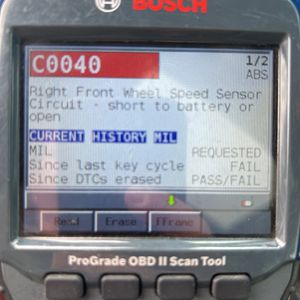 BOSCH
C0040
1/2
ABS
Right Front Wheel Speed Sensor
Circuit - short to battery or
open
CURRENT HISTORY MIL
MIL REQUESTED
Since last key cycle FAIL
Since DTCs erased PASS/FAIL
Read Erase FFrame
ProGrade OBD II Scan Tool